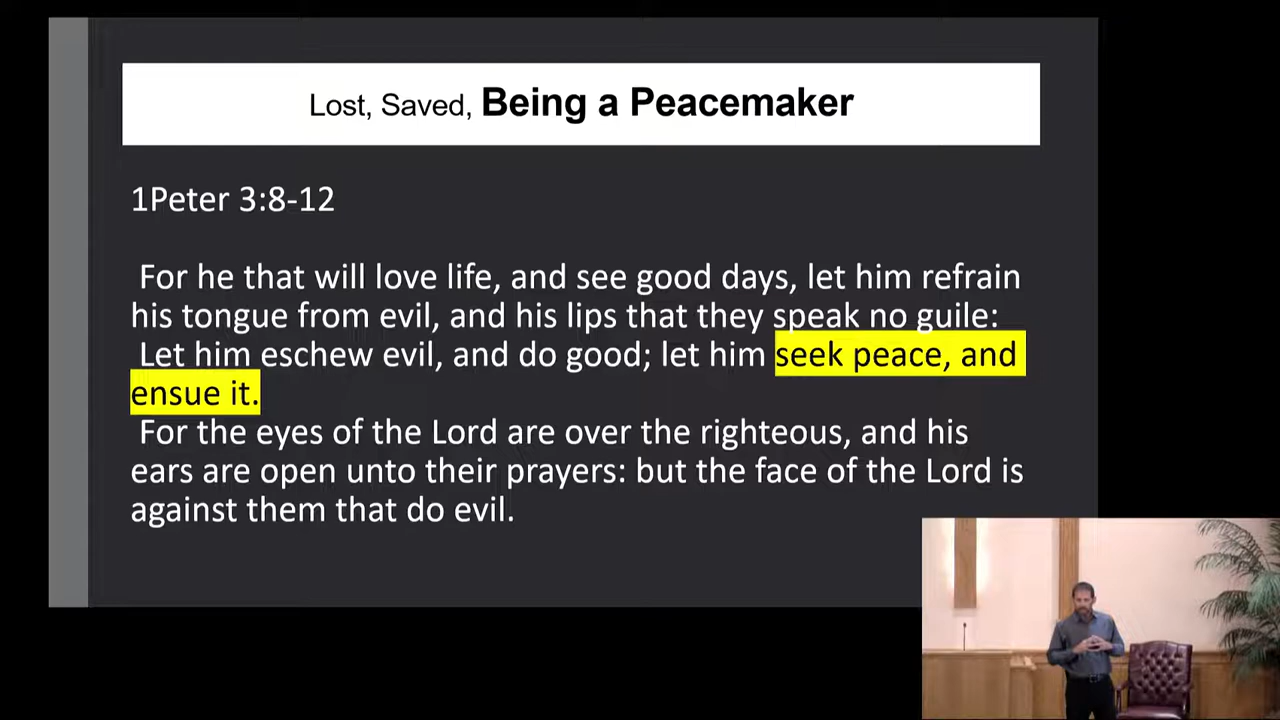 Lost, Saved, Being a Peacemaker
1Peter 3:8-12
For he that will love life, and see good days, let him refrain
his tongue from evil, and his lips that they speak no guile:
Let him eschew evil, and do good; let him seek peace, and
ensue it.
For the eyes of the Lord are over the righteous, and his
ears are open unto their prayers: but the face of the Lord is
against them that do evil.